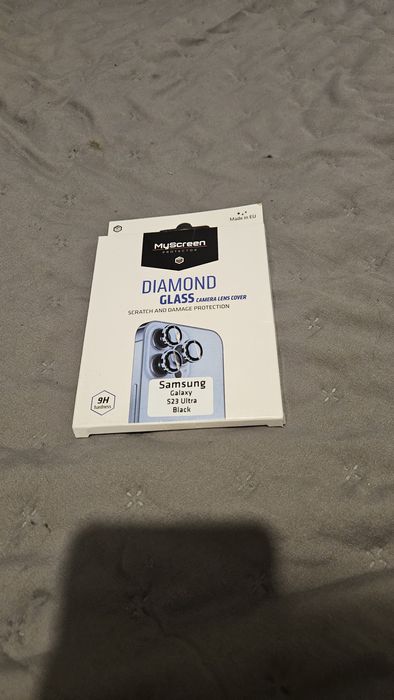 Made in EU
MyScreen
PROTECTOR
DIAMOND
GLASS CAMERA LENS COVER
SCRATCH AND DAMAGE PROTECTION
Samsung
Galaxy
S23 Ultra
Black
9H
hardness